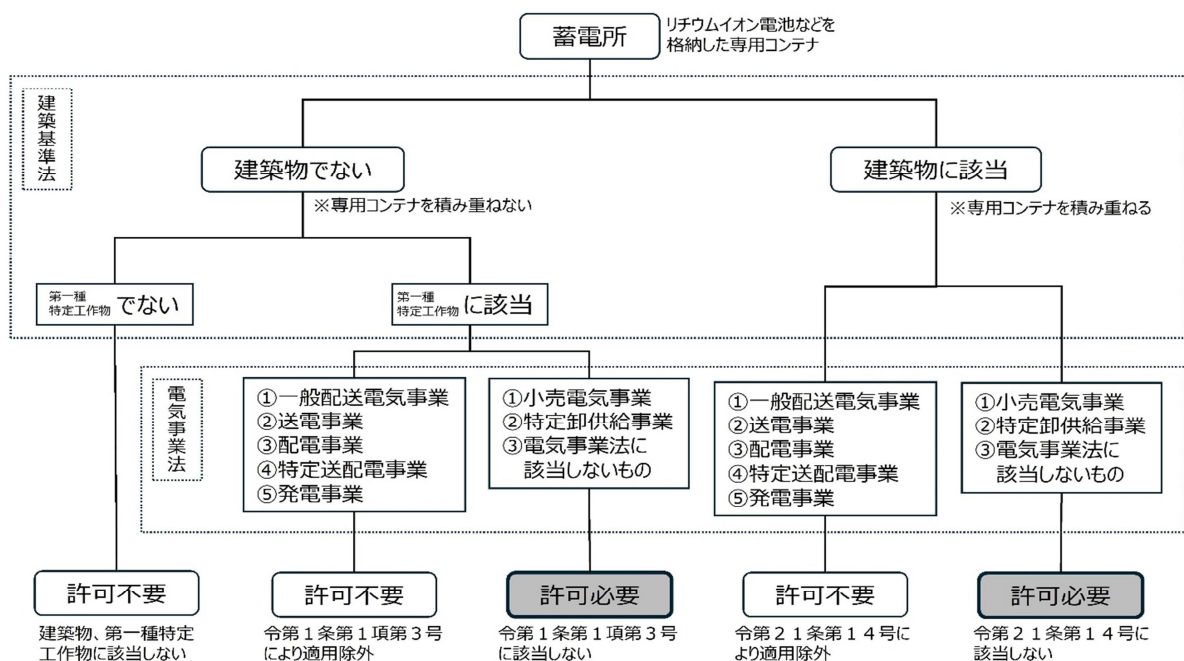 蓄電所
リチウムイオン電池などを
格納した専用コンテナ
建築基準法
建築物でない
※専用コンテナを積み重ねない
建築物に該当
※専用コンテナを積み重ねる
第一種
特定工作物でない
第一種
特定工作物に該当
電気事業法
①一般配送電気事業
②送電事業
③配電事業
④特定送配電事業
⑤発電事業
①小売電気事業
②特定卸供給事業
③電気事業法に
該当しないもの
①一般配送電気事業
②送電事業
③配電事業
④特定送配電事業
⑤発電事業
①小売電気事業
②特定卸供給事業
③電気事業法に
該当しないもの
許可不要
建築物、第一種特定
工作物に該当しない
許可不要
令第1条第1項第3号
により適用除外
許可必要
令第1条第1項第3号
に該当しない
許可不要
令第21条第14号に
より適用除外
許可必要
令第21条第14号に
該当しない